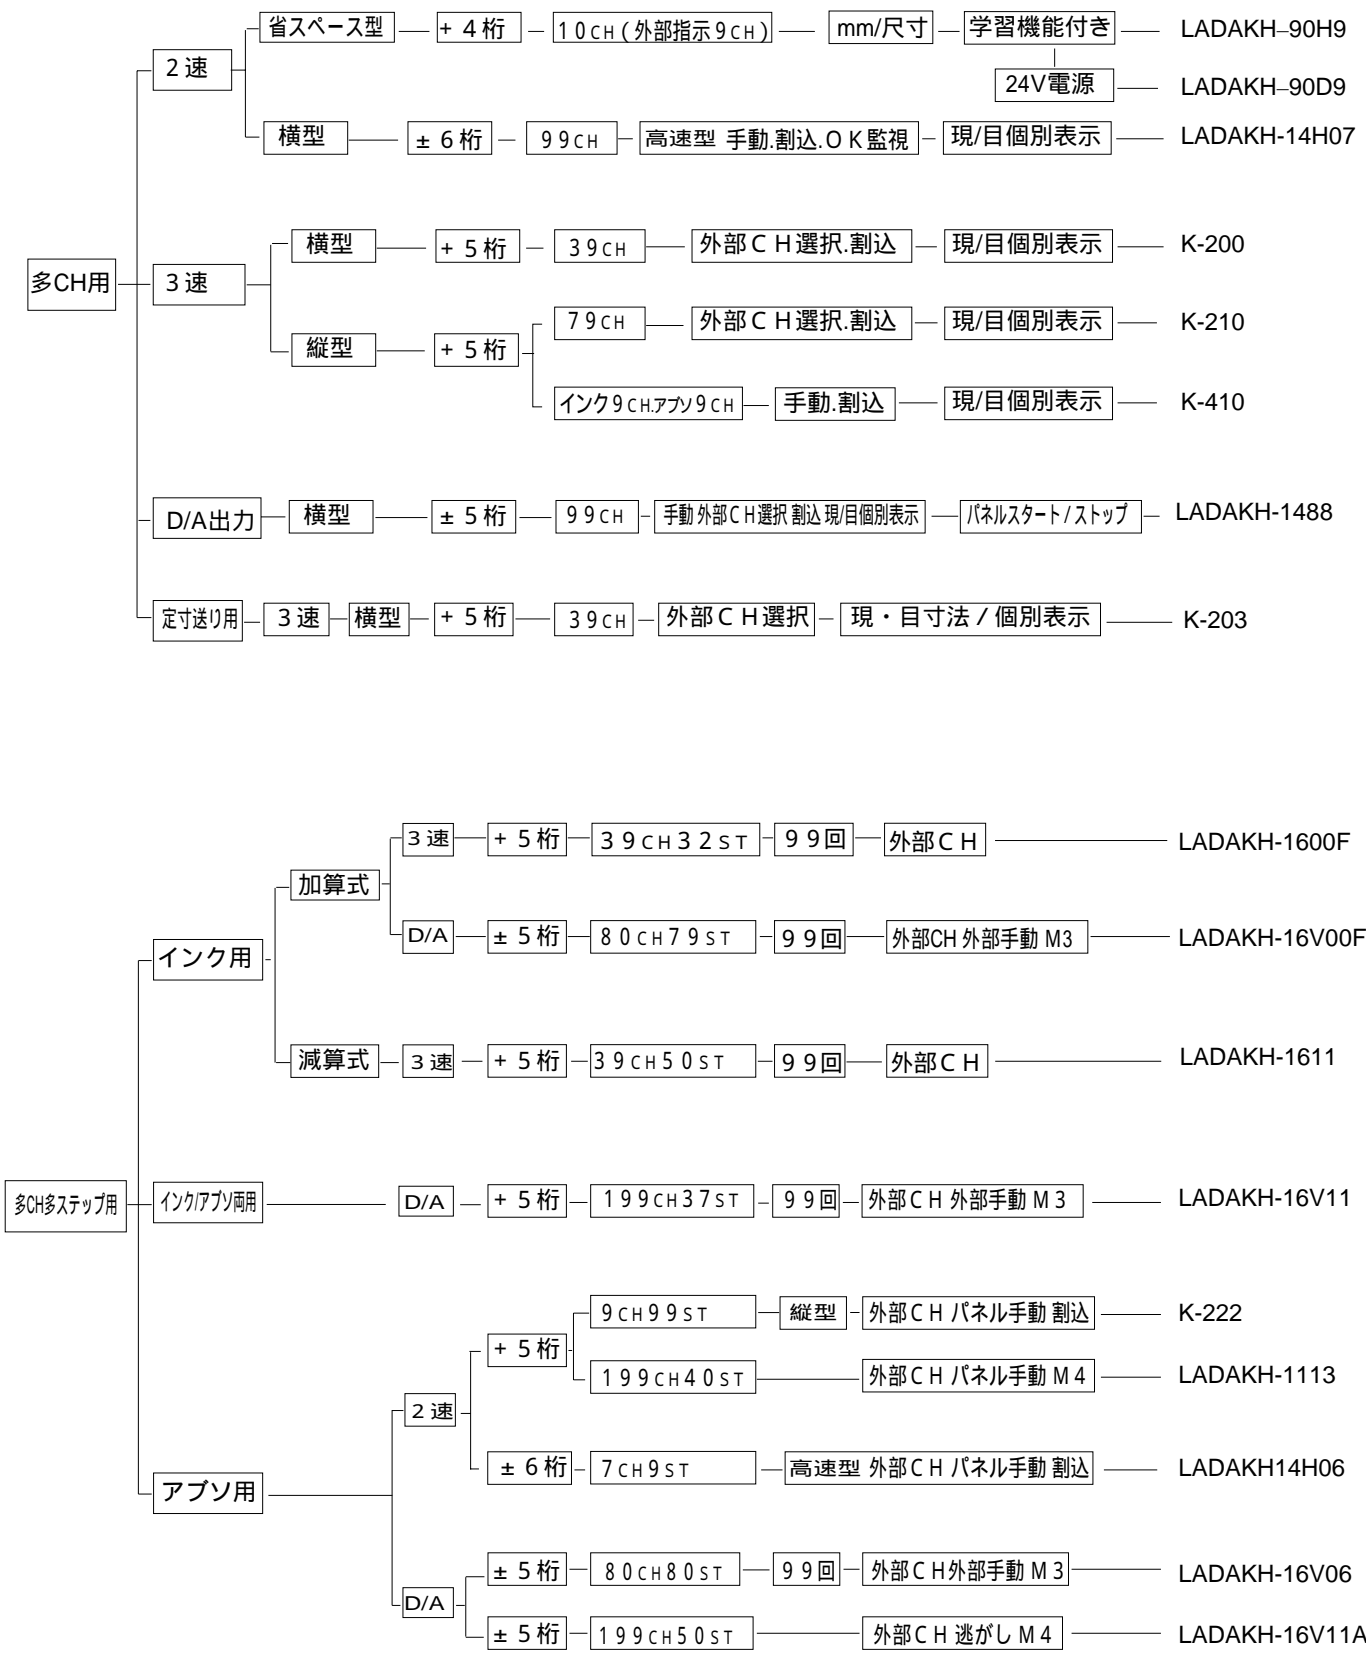 省スペース型 + 4桁 10CH(外部指示9CH) mm/尺寸 学習機能付き LADAKH–90H9
2速
24V電源 LADAKH–90D9
横型 ± 6桁 99CH 高速型 手動.割込.OK監視 現/目個別表示 LADAKH-14H07
横型 + 5桁 39CH 外部CH選択.割込 現/目個別表示 K-200
多CH用 3速
79CH 外部CH選択.割込 現/目個別表示 K-210
縦型 + 5桁
インク9CH.アブソ9CH 手動.割込 現/目個別表示 K-410
D/A出力 横型 ± 5桁 99CH 手動 外部CH選択 割込 現/目個別表示 パネルスタート/ストップ LADAKH-1488
定寸送り用 3速 横型 + 5桁 39CH 外部CH選択 現・目寸法/個別表示 K-203
3速 + 5桁 39CH32ST 99回 外部CH LADAKH-1600F
加算式
D/A ± 5桁 80CH79ST 99回 外部CH 外部手動 M3 LADAKH-16V00F
インク用
減算式 3速 + 5桁 39CH50ST 99回 外部CH LADAKH-1611
多CH多ステップ用 インク/アブソ両用 D/A + 5桁 199CH37ST 99回 外部CH 外部手動 M3 LADAKH-16V11
9CH99ST 縦型 外部CH パネル手動 割込 K-222
+ 5桁
199CH40ST 外部CH パネル手動 M4 LADAKH-1113
2速
± 6桁 7CH9ST 高速型 外部CH パネル手動 割込 LADAKH14H06
アブソ用
± 5桁 80CH80ST 99回 外部CH外部手動 M3 LADAKH-16V06
D/A
± 5桁 199CH50ST 外部CH 逃がし M4 LADAKH-16V11A